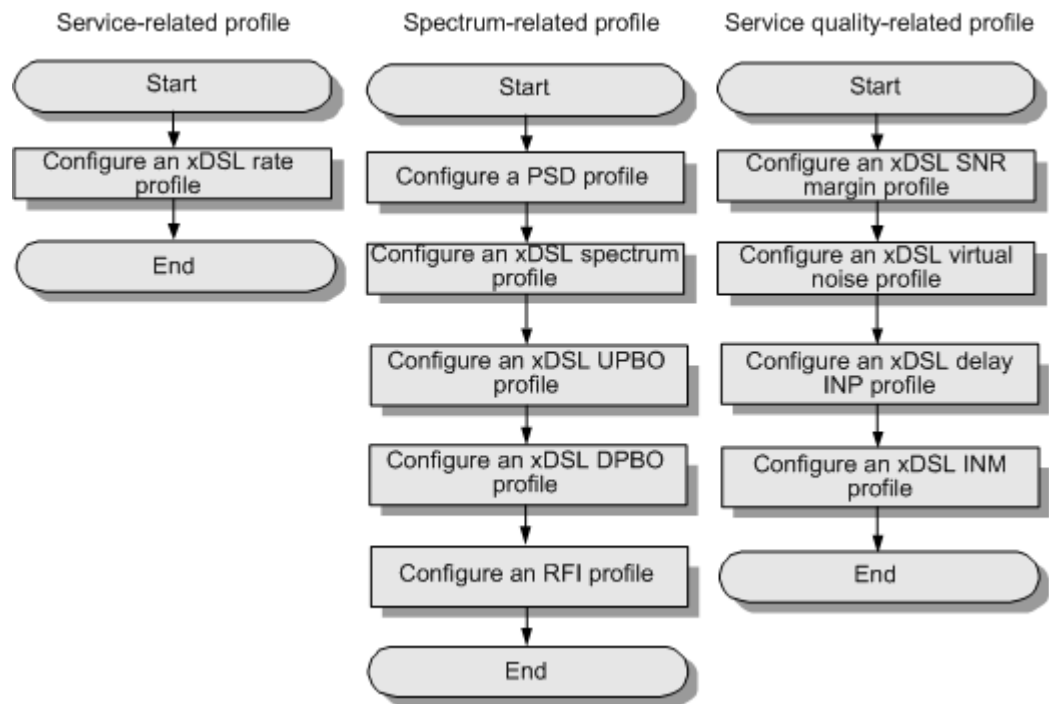 Service-related profile
Start
Configure an xDSL rate
profile
End
Spectrum-related profile
Start
Configure a PSD profile
Configure an xDSL spectrum
profile
Configure an xDSL UPBO
profile
Configure an xDSL DPBO
profile
Configure an RFI profile
End
Service quality-related profile
Start
Configure an xDSL SNR
margin profile
Configure an xDSL virtual
noise profile
Configure an xDSL delay
INP profile
Configure an xDSL INM
profile
End